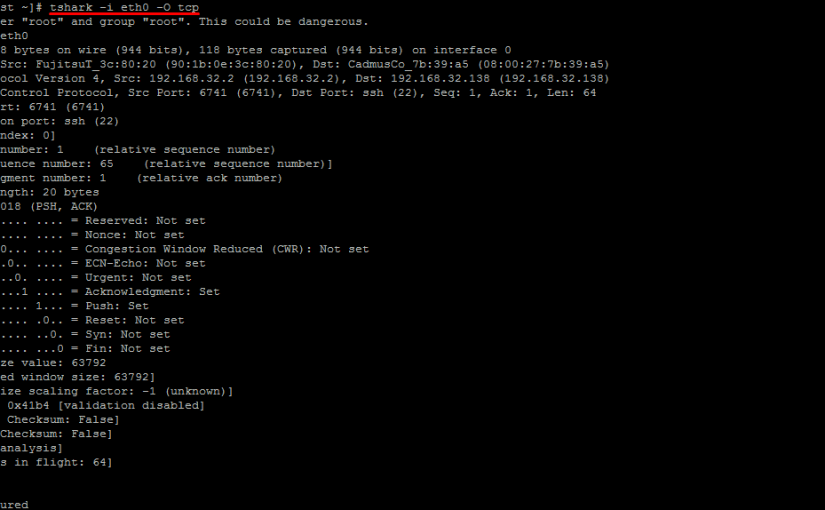 st ~]# tshark -i eth0 -O tcp
er "root" and group "root". This could be dangerous.
eth0
8 bytes on wire (944 bits), 118 bytes captured (944 bits) on interface 0
Src: FujitsuT_3c:80:20 (90:1b:0e:3c:80:20), Dst: CadmusCo_7b:39:a5 (08:00:27:7b:39:a5)
ocol Version 4, Src: 192.168.32.2 (192.168.32.2), Dst: 192.168.32.138 (192.168.32.138)
Control Protocol, Src Port: 6741 (6741), Dst Port: ssh (22), Seq: 1, Ack: 1, Len: 64
rt: 6741 (6741)
on port: ssh (22)
ndex: 0]
number: 1    (relative sequence number)
uence number: 65    (relative sequence number)]
gment number: 1    (relative ack number)
ngth: 20 bytes
018 (PSH, ACK)
.... .... = Reserved: Not set
.... .... = Nonce: Not set
0... .... = Congestion Window Reduced (CWR): Not set
.0.. .... = ECN-Echo: Not set
..0. .... = Urgent: Not set
...1 .... = Acknowledgment: Set
.... 1... = Push: Set
.... .0.. = Reset: Not set
.... ..0. = Syn: Not set
.... ...0 = Fin: Not set
ze value: 63792
ed window size: 63792]
ize scaling factor: -1 (unknown)]
 0x41b4 [validation disabled]
 Checksum: False]
Checksum: False]
analysis]
s in flight: 64]
ured